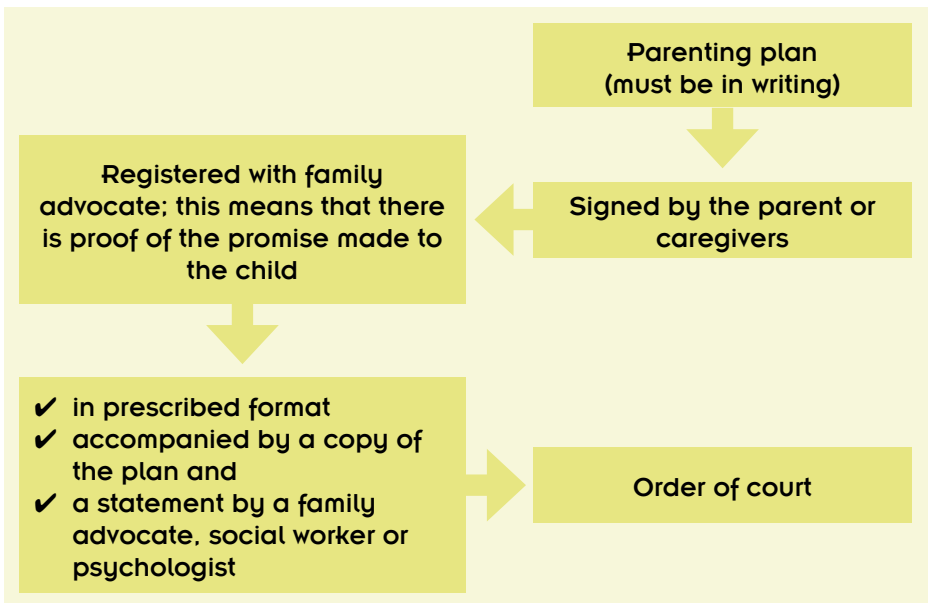 Parenting plan
(must be in writing)
Signed by the parent or
caregivers
Registered with family
advocate; this means that there
is proof of the promise made to
the child
✔ in prescribed format
✔ accompanied by a copy of
the plan and
✔ a statement by a family
advocate, social worker or
psychologist
Order of court